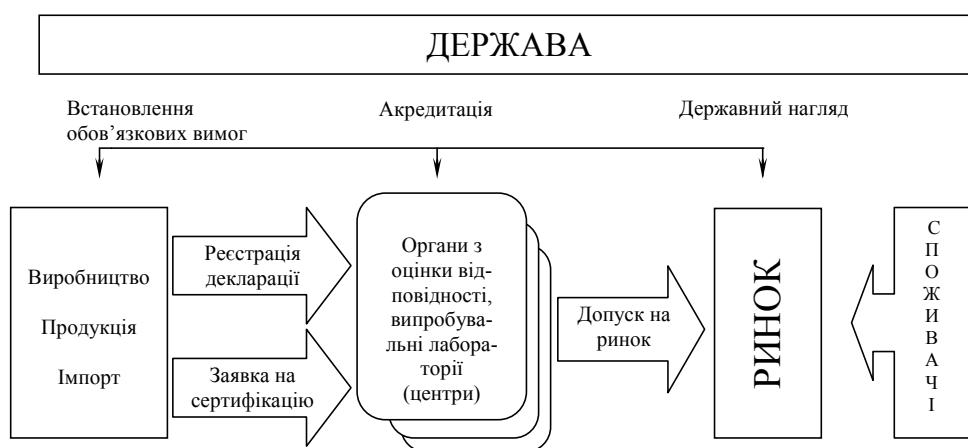 ДЕРЖАВА
Встановлення
обов’язкових вимог
Акредитація
Державний нагляд
Виробництво
Продукція
Імпорт
Реєстрація
декларації
Заявка на
сертифікацію
Органи з
оцінки від-
повідності,
випробува-
льні лабора-
торії
(центри)
Допуск на
ринок
РИНОК
СПОЖИВАЧІ